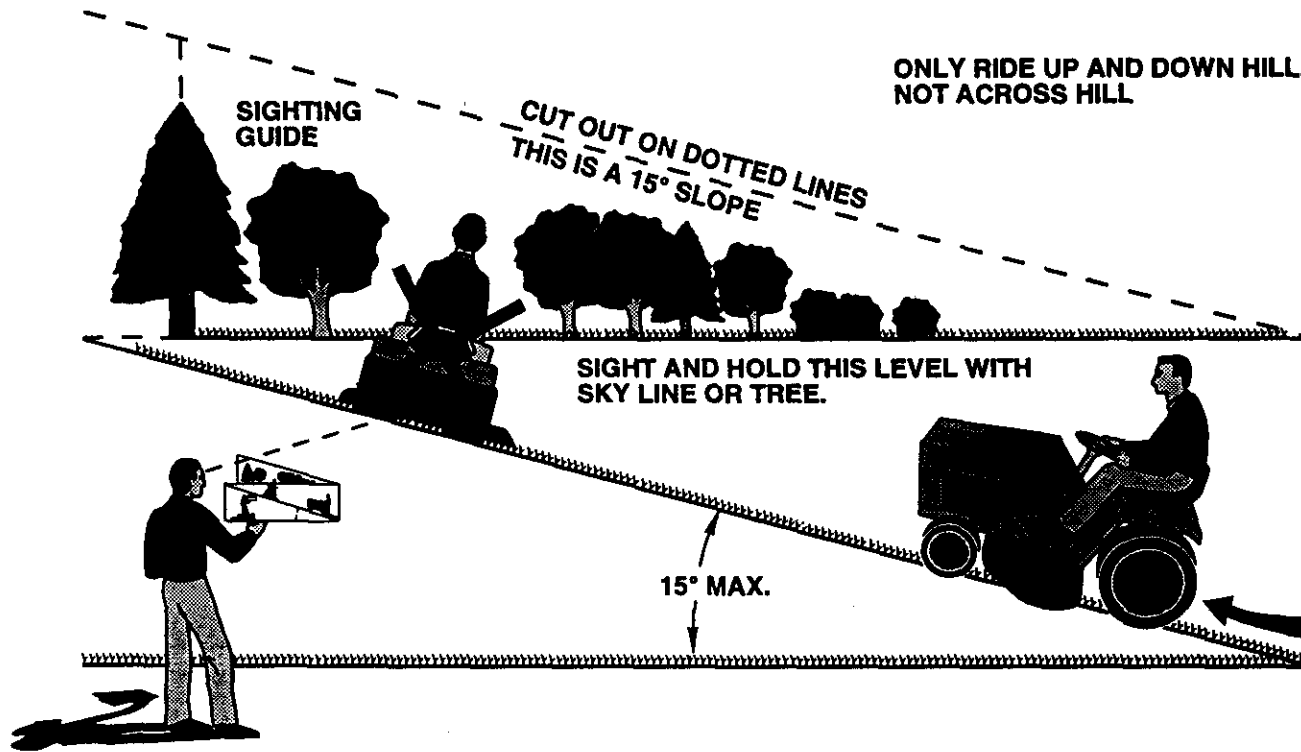 ONLY RIDE UP AND DOWN HILL
NOT ACROSS HILL
SIGHTING
GUIDE
CUT OUT ON DOTTED LINES
THIS IS A 15° SLOPE
SIGHT AND HOLD THIS LEVEL WITH
SKY LINE OR TREE.
15° MAX.